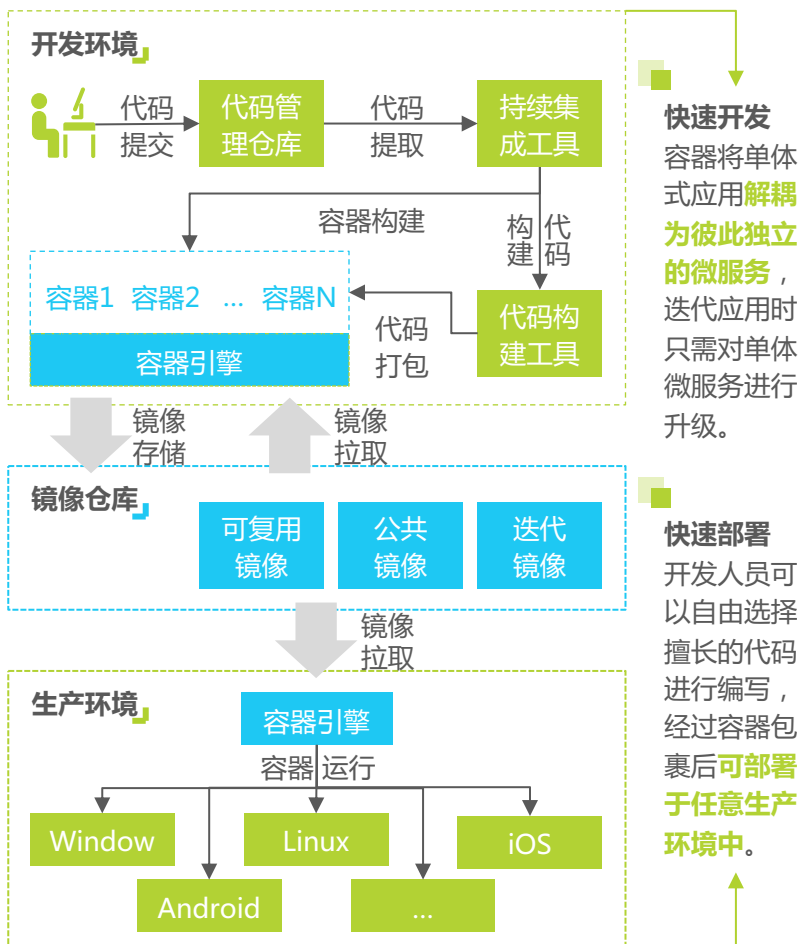 开发环境
代码
提交
代码管
理仓库
代码
提取
持续集
成工具
容器构建
构建
代码
容器1 容器2 … 容器N
容器引擎
代码
打包
代码构
建工具
镜像
存储
镜像
拉取
镜像仓库
可复用
镜像
公共
镜像
迭代
镜像
镜像
拉取
生产环境
容器引擎
容器运行
Window
Linux
iOS
Android
…
快速开发
容器将单体
式应用解耦
为彼此独立
的微服务，
迭代应用时
只需对单体
微服务进行
升级。
快速部署
开发人员可
以自由选择
擅长的代码
进行编写，
经过容器包
裹后可部署
于任意生产
环境中。